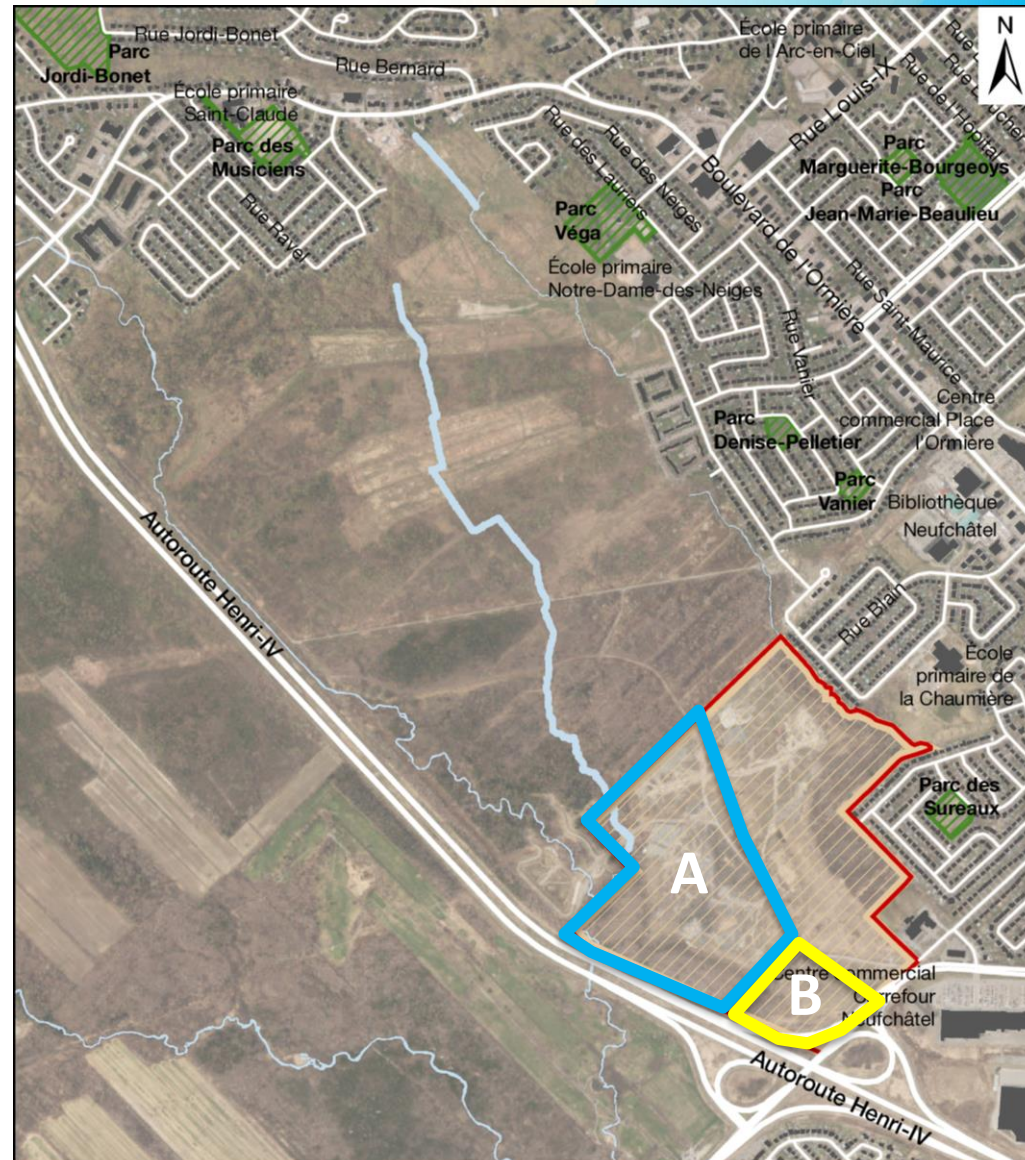 N
Rue Jordi-Bonet
Parc
Jordi-Bonet
Rue Bernard
École primaire
de l'Arc-en-Ciel
Rue Louis-IX
Rue de l'Hôpital
École primaire
Saint-Claude
Parc des
Musiciens
Rue Ravel
Rue des Lauriers
Rue des Neiges
Boulevard de l'Ormière
Parc
Marguerite-Bourgeoys
Parc
Jean-Marie-Beaulieu
Parc
Véga
École primaire
Notre-Dame-des-Neiges
Rue Saint-Maurice
Rue Vanier
Centre
commercial Place
l'Ormière
Parc
Denise-Pelletier
Parc
Vanier
Bibliothèque
Neufchâtel
Autoroute Henri-IV
Rue Blain
École
primaire de
la Chaumière
Parc des
Sureaux
A
B
Centre Commercial
Carrefour
Neufchâtel
Autoroute Henri-IV